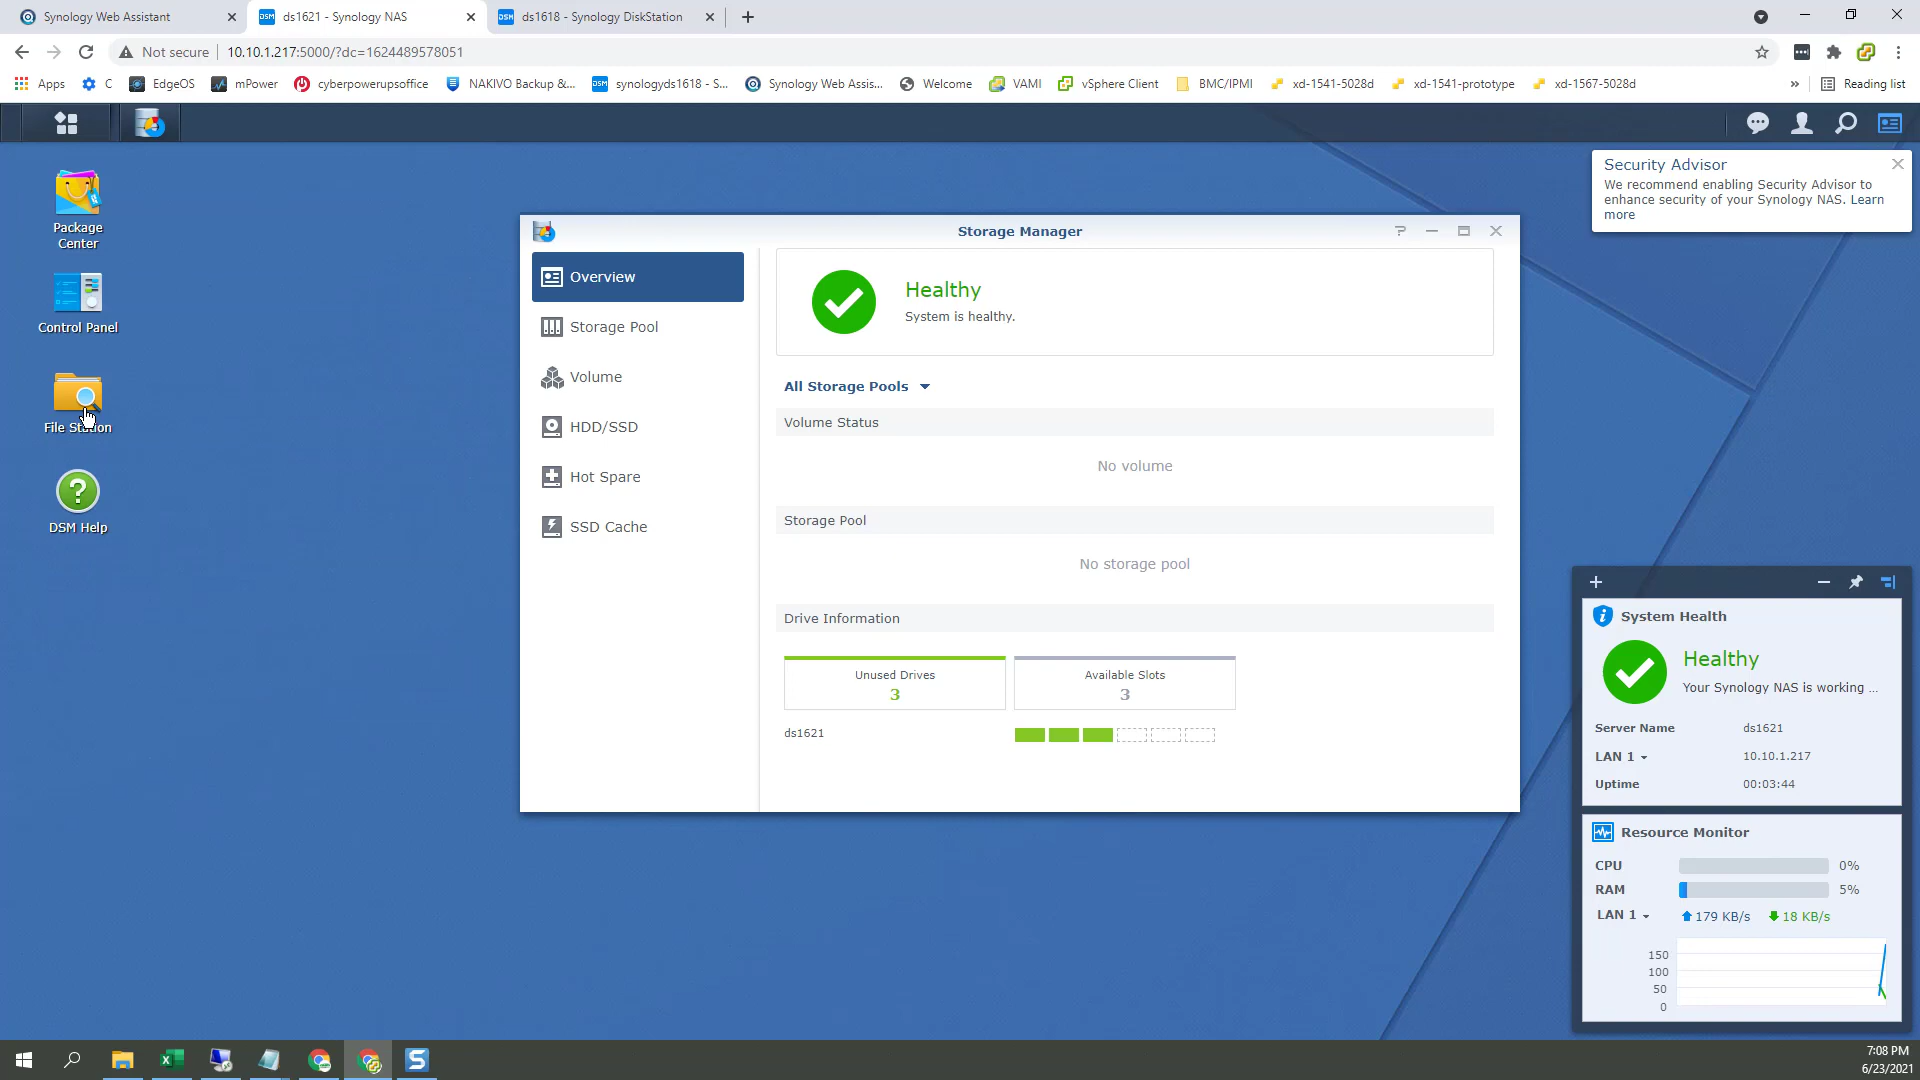 Synology Web Assistant
ds1621 - Synology NAS
ds1618 - Synology DiskStation
Not secure
10.10.1.217:5000/?dc=1624489578051
Apps
C
EdgeOS
mPower
cyberpowerupsoffice
NAKIVO Backup &...
synologyds1618 - S...
Synology Web Assis...
Welcome
VAMI
vSphere Client
BMC/IPMI
xd-1541-5028d
xd-1541-prototype
xd-1567-5028d
»
Reading list
Package
Center
Control Panel
File Station
DSM Help
Security Advisor
We recommend enabling Security Advisor to
enhance security of your Synology NAS. Learn
more
Storage Manager
Overview
Storage Pool
Volume
HDD/SSD
Hot Spare
SSD Cache
Healthy
System is healthy.
All Storage Pools
Volume Status
No volume
Storage Pool
No storage pool
Drive Information
Unused Drives
3
Available Slots
3
ds1621
System Health
Healthy
Your Synology NAS is working ...
Server Name ds1621
LAN 1 10.10.1.217
Uptime 00:03:44
Resource Monitor
CPU 0%
RAM 5%
LAN 1 179 KB/s 18 KB/s
150
100
50
0
7:08 PM
6/23/2021